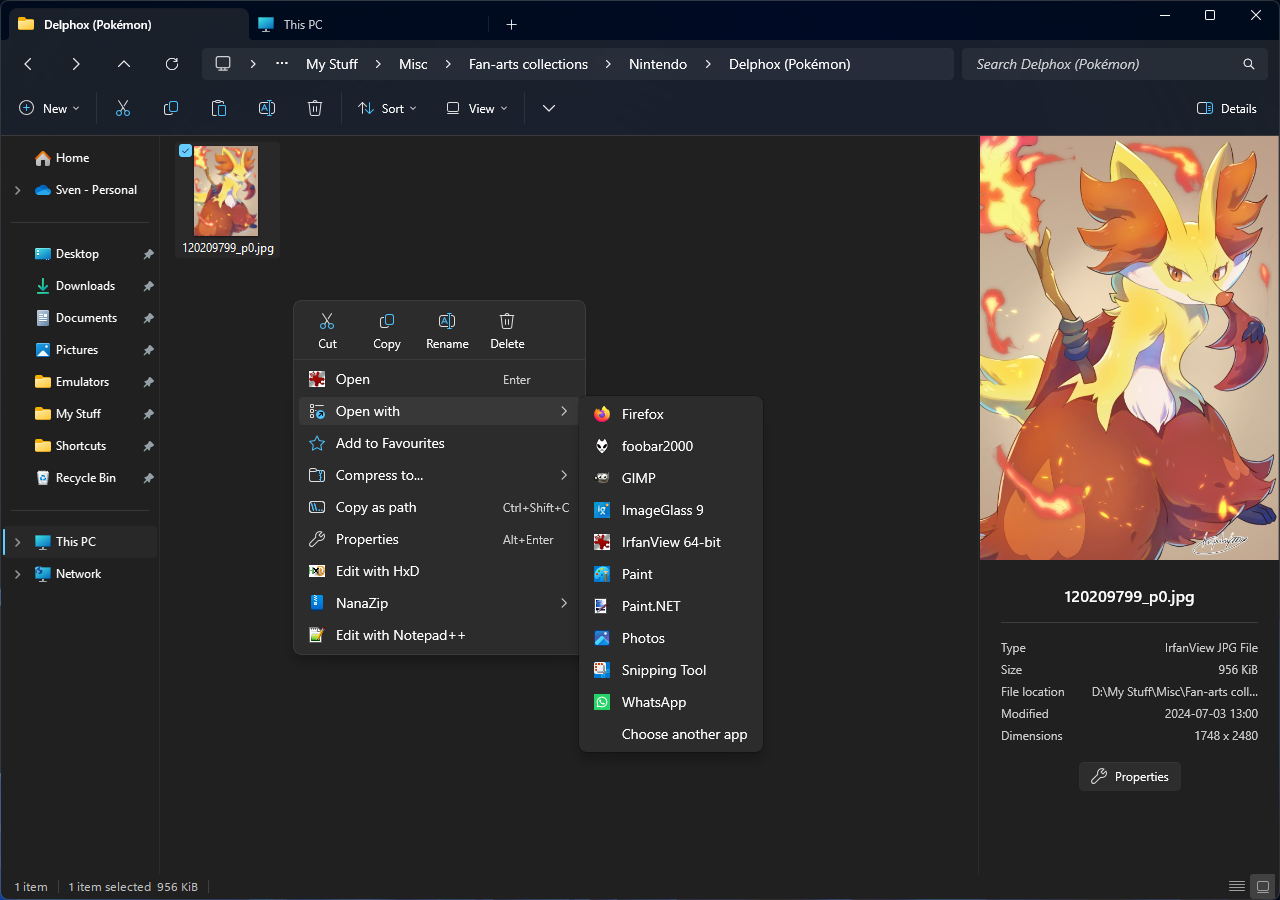 Delphox (Pokémon)
This PC
My Stuff
Misc
Fan-arts collections
Nintendo
Delphox (Pokémon)
Search Delphox (Pokémon)
New
Sort
View
Details
Home
Sven - Personal
Desktop
Downloads
Documents
Pictures
Emulators
My Stuff
Shortcuts
Recycle Bin
This PC
Network
120209799_p0.jpg
Cut
Copy
Rename
Delete
Open Enter
Open with
Add to Favourites
Compress to...
Copy as path Ctrl+Shift+C
Properties Alt+Enter
Edit with HxD
NanaZip
Edit with Notepad++
Firefox
foobar2000
GIMP
ImageGlass 9
IrfanView 64-bit
Paint
Paint.NET
Photos
Snipping Tool
WhatsApp
Choose another app
120209799_p0.jpg
Type IrfanView JPG File
Size 956 KiB
File location D:\My Stuff\Misc\Fan-arts coll...
Modified 2024-07-03 13:00
Dimensions 1748 x 2480
Properties
1 item
1 item selected 956 KiB